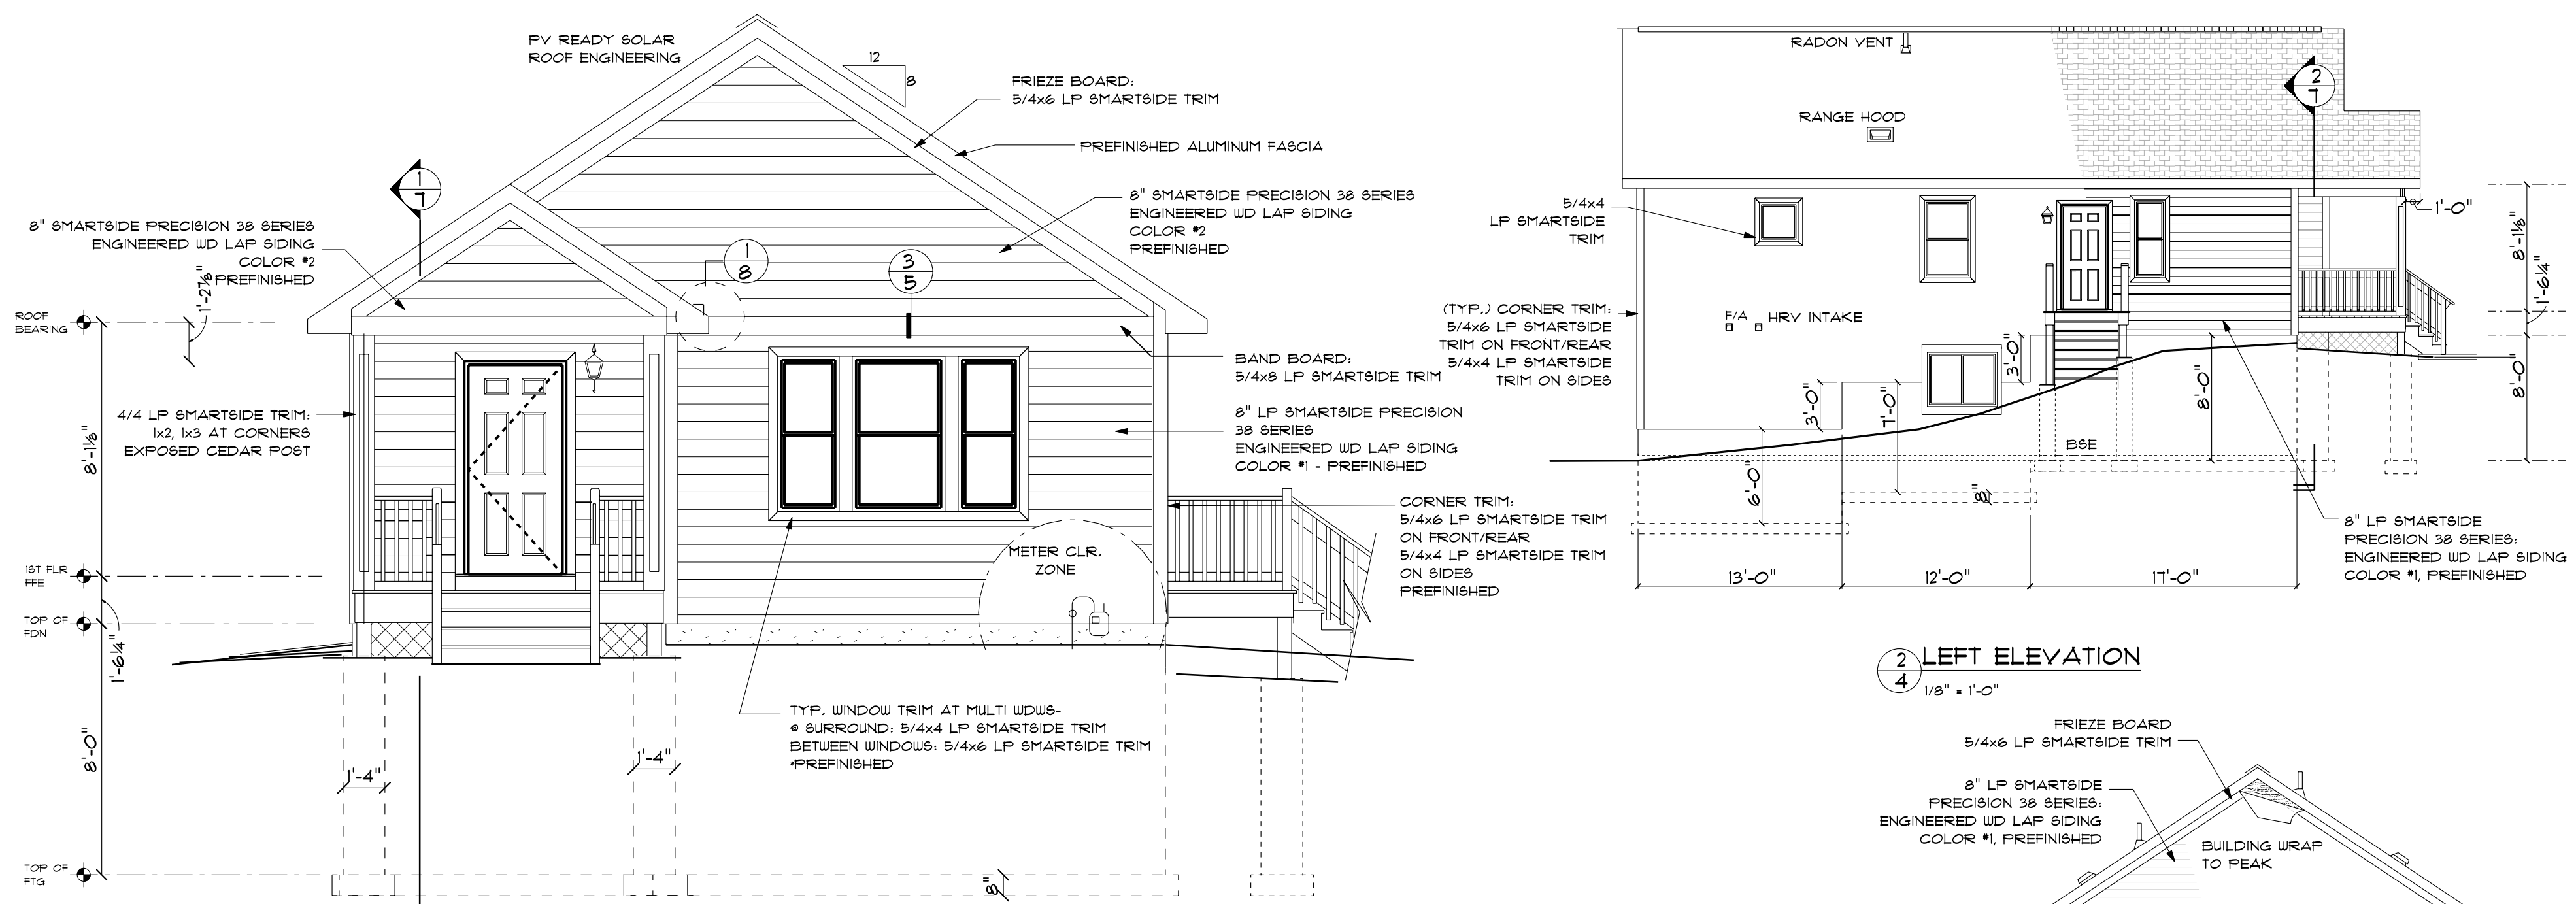 PV READY SOLAR
ROOF ENGINEERING
12
8
FRIEZE BOARD:
5/4x6 LP SMARTSIDE TRIM
PREFINISHED ALUMINUM FASCIA
8" SMARTSIDE PRECISION 38 SERIES
ENGINEERED WD LAP SIDING
COLOR #2
PREFINISHED
1
7
8" SMARTSIDE PRECISION 38 SERIES
ENGINEERED WD LAP SIDING
COLOR #2
PREFINISHED
1'-2⅞"
1
8
3
5
ROOF
BEARING
BAND BOARD:
5/4x8 LP SMARTSIDE TRIM
8" LP SMARTSIDE PRECISION
38 SERIES
ENGINEERED WD LAP SIDING
COLOR #1 - PREFINISHED
4/4 LP SMARTSIDE TRIM:
1x2, 1x3 AT CORNERS
EXPOSED CEDAR POST
8'-1⅛"
CORNER TRIM:
5/4x6 LP SMARTSIDE TRIM
ON FRONT/REAR
5/4x4 LP SMARTSIDE TRIM
ON SIDES
PREFINISHED
METER CLR.
ZONE
1ST FLR
FFE
TOP OF
FDN
1'-6¼"
TYP. WINDOW TRIM AT MULTI WDWS-
@ SURROUND: 5/4x4 LP SMARTSIDE TRIM
BETWEEN WINDOWS: 5/4x6 LP SMARTSIDE TRIM
*PREFINISHED
8'-0"
1'-4"
1'-4"
TOP OF
FTG
8"
RADON VENT
2
7
RANGE HOOD
5/4x4
LP SMARTSIDE
TRIM
1'-0"
8'-1⅛"
1'-6¼"
(TYP.) CORNER TRIM:
5/4x6 LP SMARTSIDE
TRIM ON FRONT/REAR
5/4x4 LP SMARTSIDE
TRIM ON SIDES
F/A
HRV INTAKE
3'-0"
3'-0"
7'-0"
8'-0"
8'-0"
BSE
6'-0"
8"
8" LP SMARTSIDE
PRECISION 38 SERIES:
ENGINEERED WD LAP SIDING
COLOR #1, PREFINISHED
13'-0"
12'-0"
17'-0"
2
4
LEFT ELEVATION
1/8" = 1'-0"
FRIEZE BOARD
5/4x6 LP SMARTSIDE TRIM
8" LP SMARTSIDE
PRECISION 38 SERIES:
ENGINEERED WD LAP SIDING
COLOR #1, PREFINISHED
BUILDING WRAP
TO PEAK